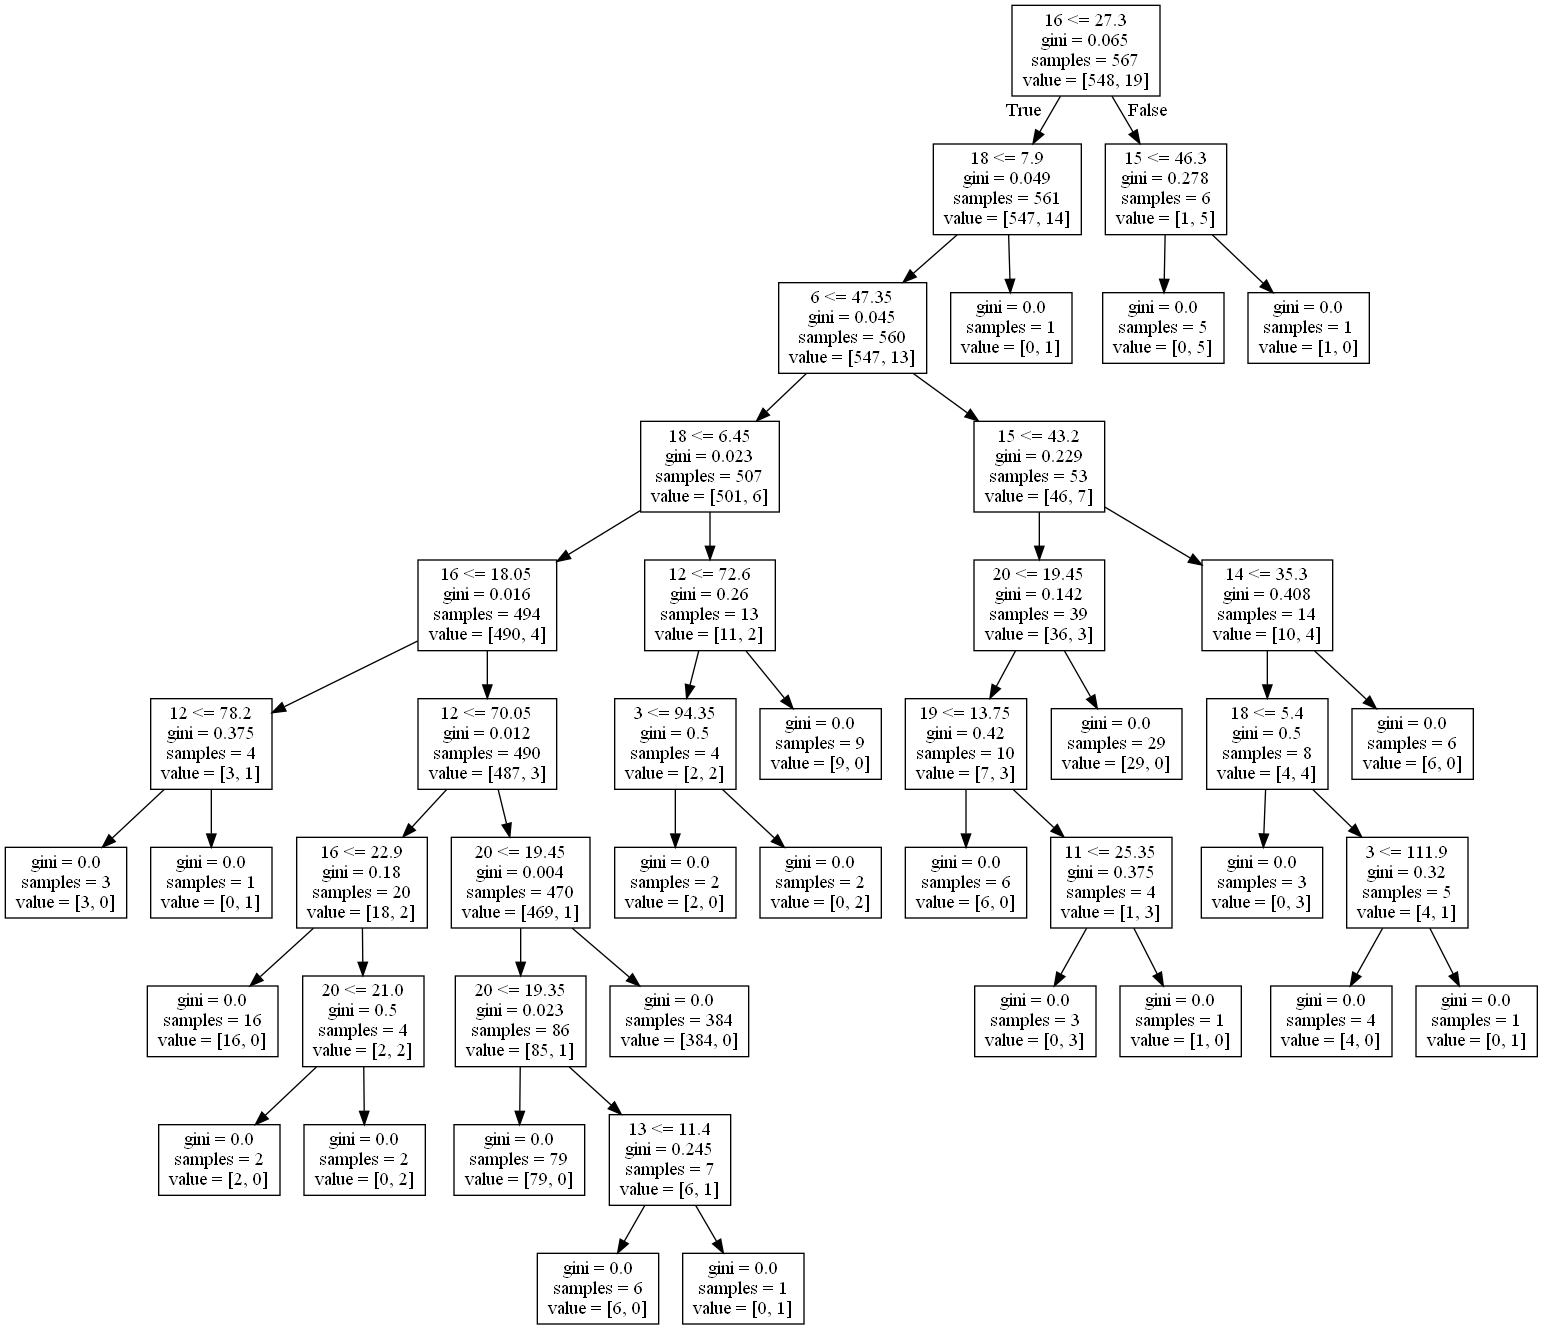 16 <= 27.3
gini = 0.065
samples = 567
value = [548, 19]
True
False
18 <= 7.9
gini = 0.049
samples = 561
value = [547, 14]
15 <= 46.3
gini = 0.278
samples = 6
value = [1, 5]
6 <= 47.35
gini = 0.045
samples = 560
value = [547, 13]
gini = 0.0
samples = 1
value = [0, 1]
gini = 0.0
samples = 5
value = [0, 5]
gini = 0.0
samples = 1
value = [1, 0]
18 <= 6.45
gini = 0.023
samples = 507
value = [501, 6]
15 <= 43.2
gini = 0.229
samples = 53
value = [46, 7]
16 <= 18.05
gini = 0.016
samples = 494
value = [490, 4]
12 <= 72.6
gini = 0.26
samples = 13
value = [11, 2]
20 <= 19.45
gini = 0.142
samples = 39
value = [36, 3]
14 <= 35.3
gini = 0.408
samples = 14
value = [10, 4]
12 <= 78.2
gini = 0.375
samples = 4
value = [3, 1]
12 <= 70.05
gini = 0.012
samples = 490
value = [487, 3]
3 <= 94.35
gini = 0.5
samples = 4
value = [2, 2]
gini = 0.0
samples = 9
value = [9, 0]
19 <= 13.75
gini = 0.42
samples = 10
value = [7, 3]
gini = 0.0
samples = 29
value = [29, 0]
18 <= 5.4
gini = 0.5
samples = 8
value = [4, 4]
gini = 0.0
samples = 6
value = [6, 0]
gini = 0.0
samples = 3
value = [3, 0]
gini = 0.0
samples = 1
value = [0, 1]
16 <= 22.9
gini = 0.18
samples = 20
value = [18, 2]
20 <= 19.45
gini = 0.004
samples = 470
value = [469, 1]
gini = 0.0
samples = 2
value = [2, 0]
gini = 0.0
samples = 2
value = [0, 2]
gini = 0.0
samples = 6
value = [6, 0]
11 <= 25.35
gini = 0.375
samples = 4
value = [1, 3]
gini = 0.0
samples = 3
value = [0, 3]
3 <= 111.9
gini = 0.32
samples = 5
value = [4, 1]
gini = 0.0
samples = 16
value = [16, 0]
20 <= 21.0
gini = 0.5
samples = 4
value = [2, 2]
20 <= 19.35
gini = 0.023
samples = 86
value = [85, 1]
gini = 0.0
samples = 384
value = [384, 0]
gini = 0.0
samples = 3
value = [0, 3]
gini = 0.0
samples = 1
value = [1, 0]
gini = 0.0
samples = 4
value = [4, 0]
gini = 0.0
samples = 1
value = [0, 1]
gini = 0.0
samples = 2
value = [2, 0]
gini = 0.0
samples = 2
value = [0, 2]
gini = 0.0
samples = 79
value = [79, 0]
13 <= 11.4
gini = 0.245
samples = 7
value = [6, 1]
gini = 0.0
samples = 6
value = [6, 0]
gini = 0.0
samples = 1
value = [0, 1]